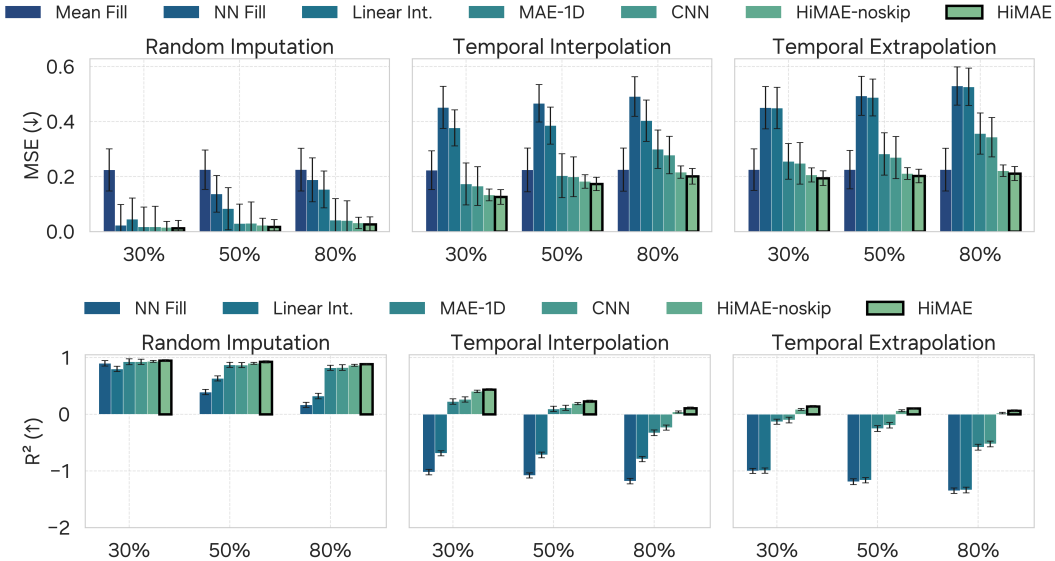 Mean Fill NN Fill Linear Int. MAE-1D CNN HiMAE-noskip HiMAE
Random Imputation Temporal Interpolation Temporal Extrapolation
MSE (↓)
0.6
0.4
0.2
0.0
30% 50% 80% 30% 50% 80% 30% 50% 80%
NN Fill Linear Int. MAE-1D CNN HiMAE-noskip HiMAE
Random Imputation Temporal Interpolation Temporal Extrapolation
R² (↑)
1
0
−1
−2
30% 50% 80% 30% 50% 80% 30% 50% 80%